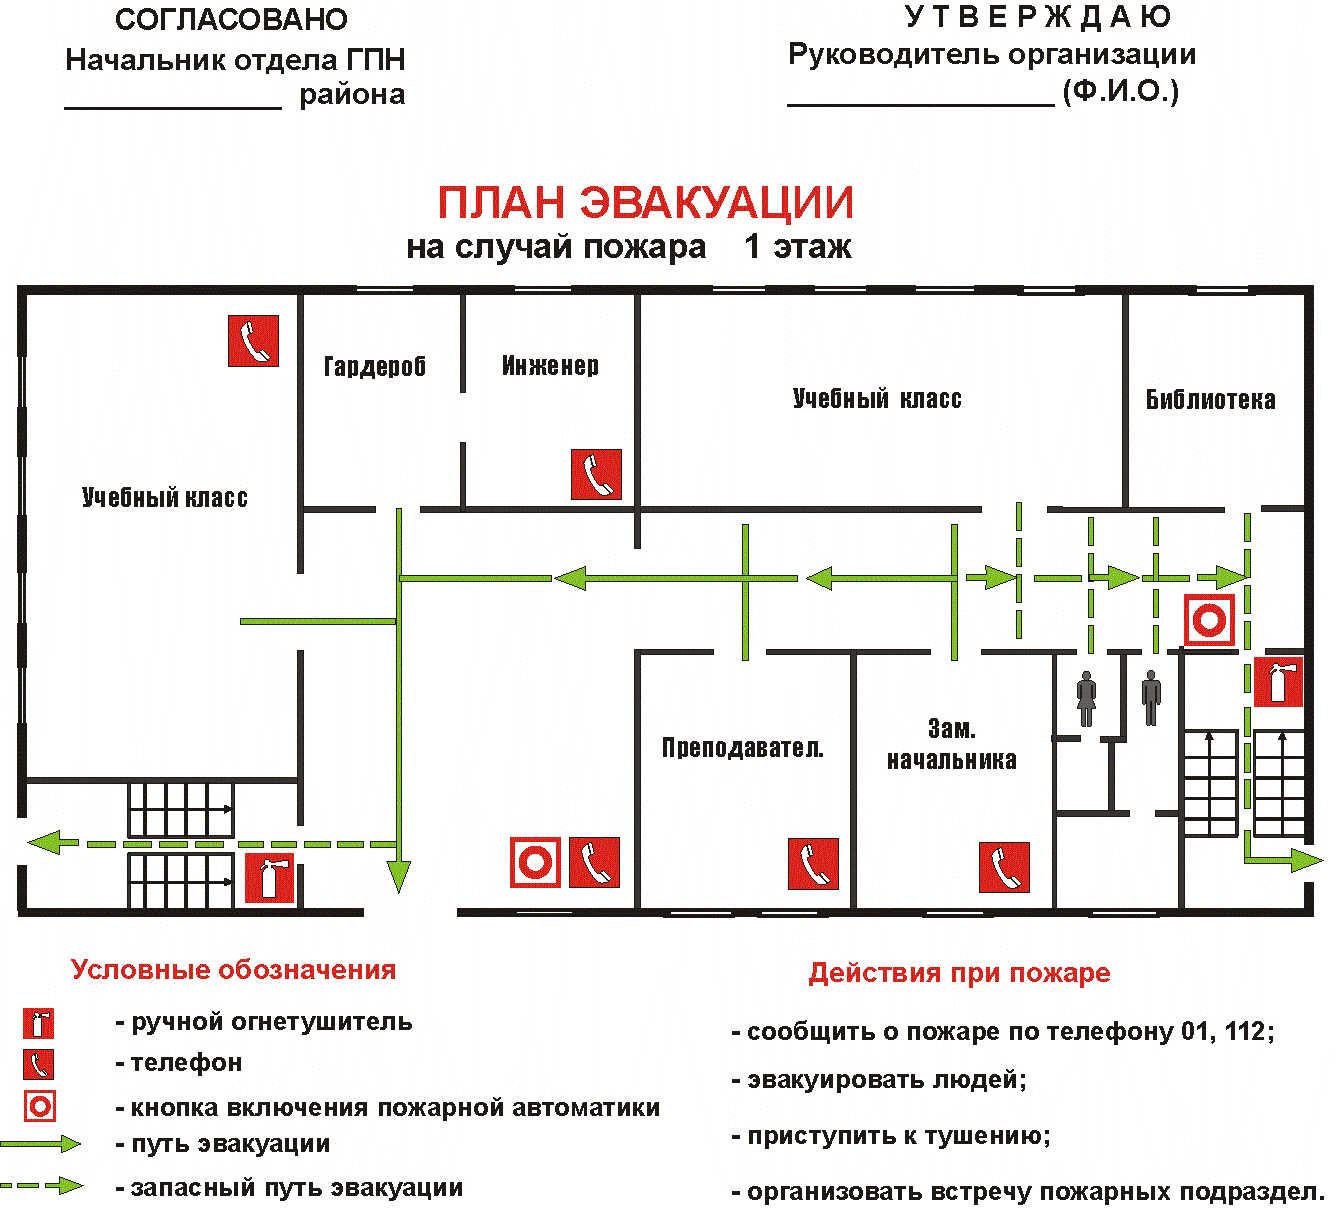 СОГЛАСОВАНО
Начальник отдела ГПН
_____________ района
УТВЕРЖДАЮ
Руководитель организации
________________ (Ф.И.О.)
ПЛАН ЭВАКУАЦИИ
на случай пожара 1 этаж
Гардероб
Инженер
Учебный класс
Библиотека
Учебный класс
Преподавател.
Зам.
начальника
Условные обозначения
- ручной огнетушитель
- телефон
- кнопка включения пожарной автоматики
- путь эвакуации
- запасный путь эвакуации
Действия при пожаре
- сообщить о пожаре по телефону 01, 112;
- эвакуировать людей;
- приступить к тушению;
- организовать встречу пожарных подраздел.